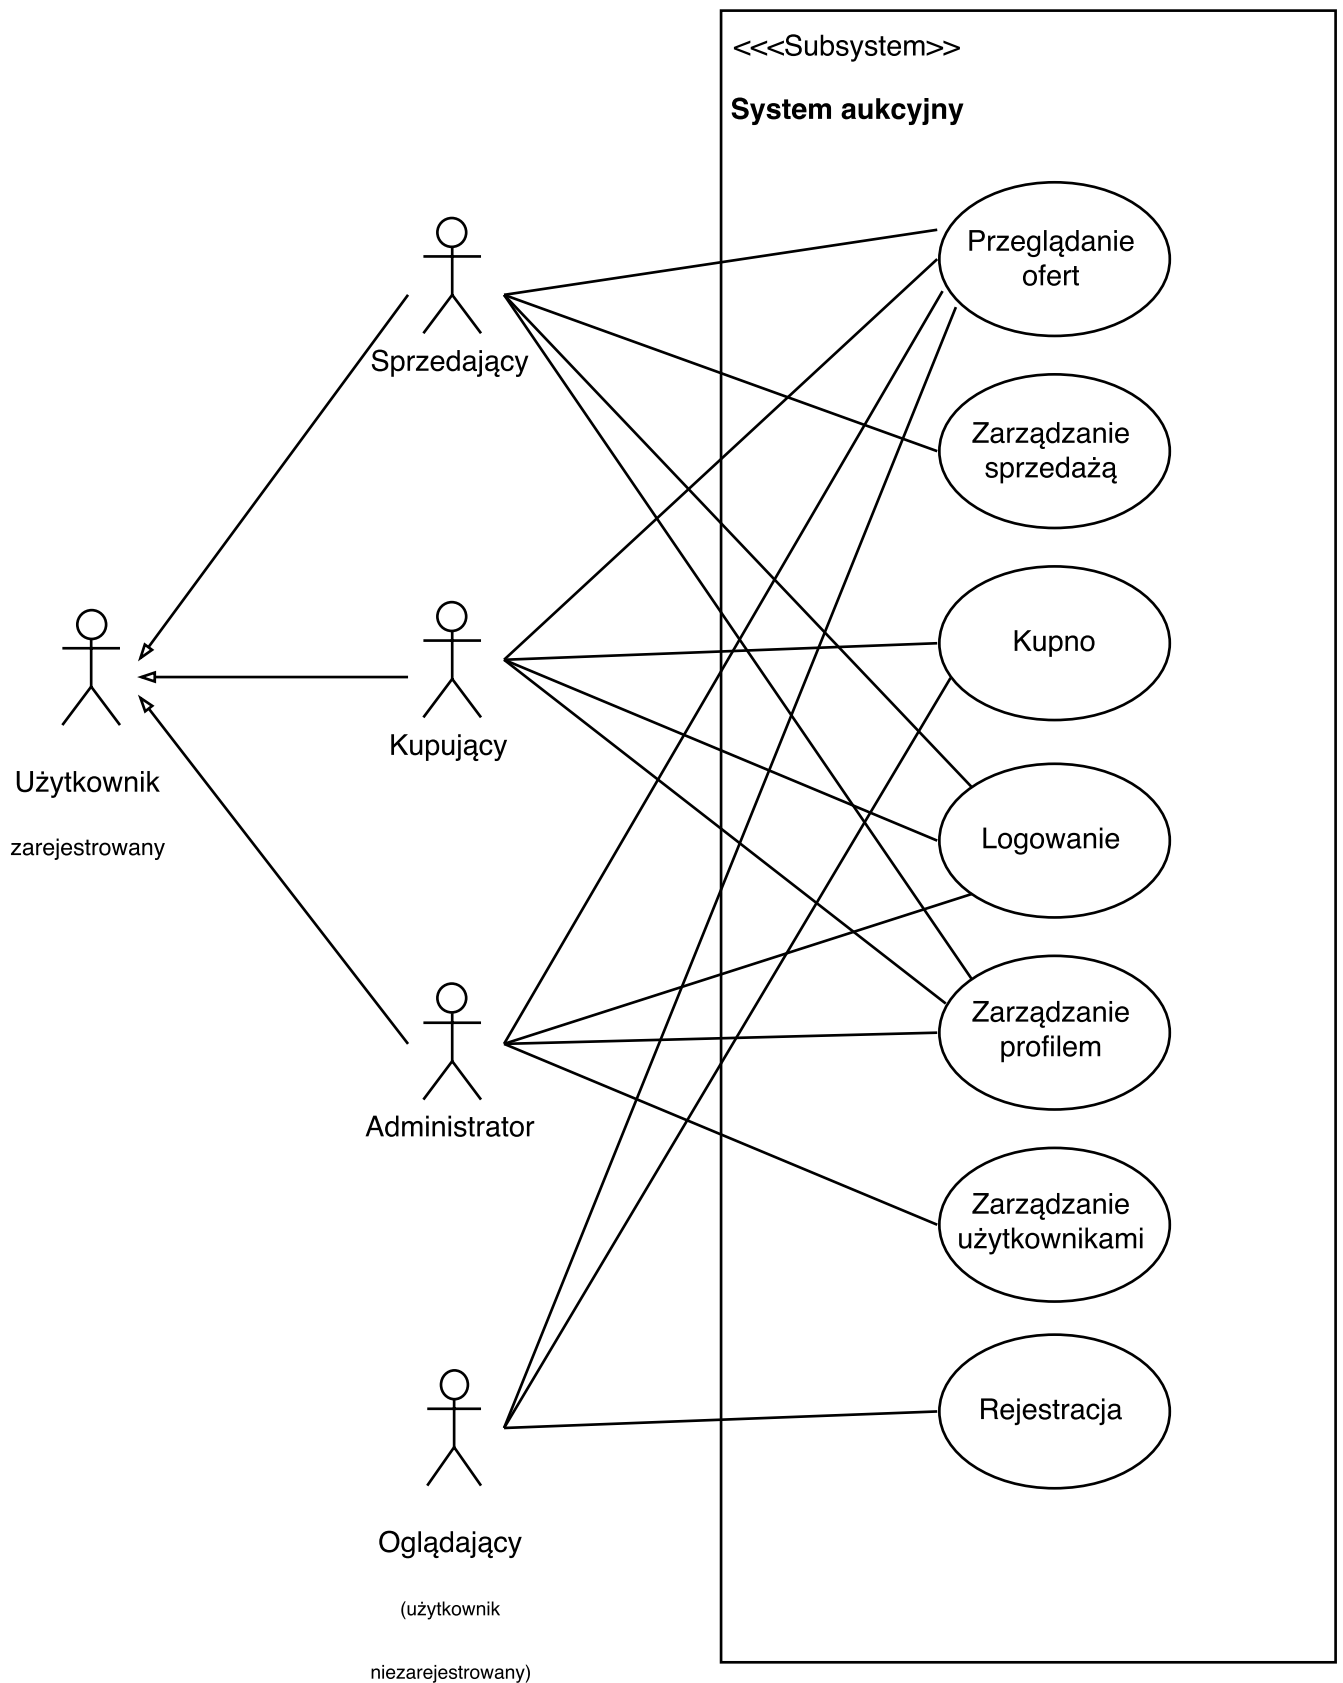 <<<Subsystem>>
System aukcyjny
Przeglądanie
ofert
Sprzedający
Zarządzanie
sprzedażą
Kupno
Kupujący
Użytkownik
zarejestrowany
Logowanie
Zarządzanie
profilem
Administrator
Zarządzanie
użytkownikami
Rejestracja
Oglądający
(użytkownik
niezarejestrowany)